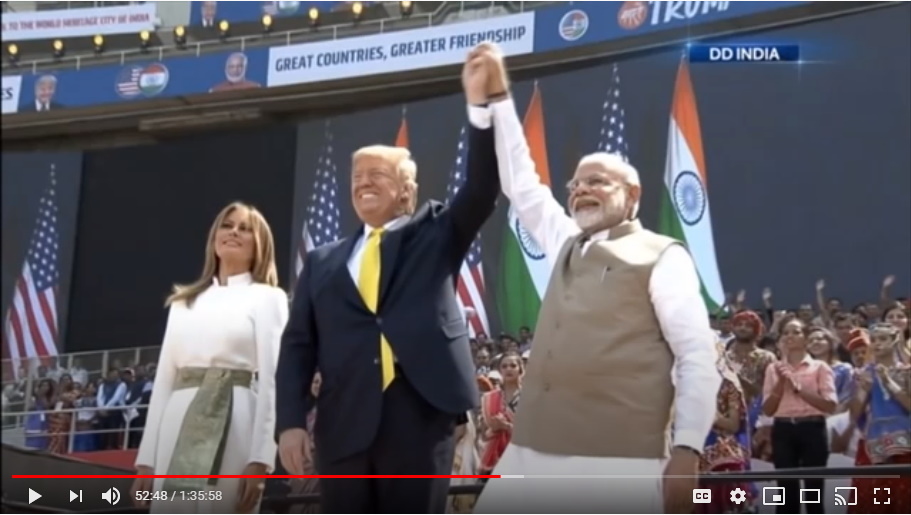 TO THE WORLD HERITAGE CITY OF INDIA
TRUMP
GREAT COUNTRIES, GREATER FRIENDSHIP
DD INDIA
ES
52:48 / 1:35:58
CC